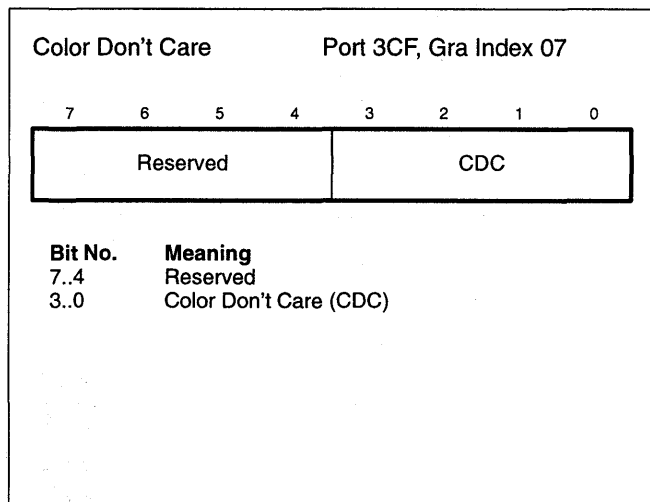 Color Don't Care Port 3CF, Gra Index 07
7 6 5 4 3 2 1 0
Reserved CDC
Bit No. Meaning
7..4 Reserved
3..0 Color Don't Care (CDC)